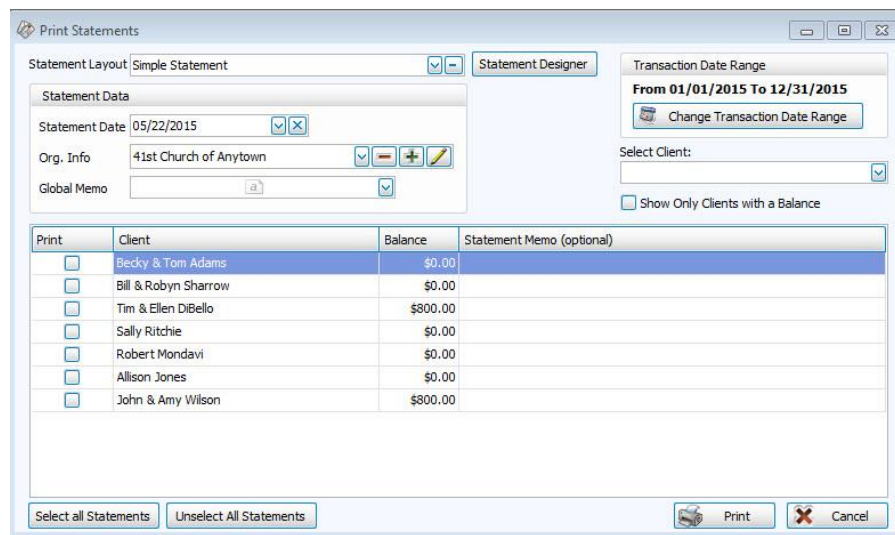 Print Statements
Statement Layout Simple Statement
Statement Designer
Statement Data
Statement Date 05/22/2015
Org. Info 41st Church of Anytown
Global Memo a
Transaction Date Range
From 01/01/2015 To 12/31/2015
Change Transaction Date Range
Select Client:
Show Only Clients with a Balance
Print Client Balance Statement Memo (optional)
Becky & Tom Adams $0.00
Bill & Robyn Sharrow $0.00
Tim & Ellen DiBello $800.00
Sally Ritchie $0.00
Robert Mondavi $0.00
Allison Jones $0.00
John & Amy Wilson $800.00
Select all Statements Unselect All Statements Print Cancel